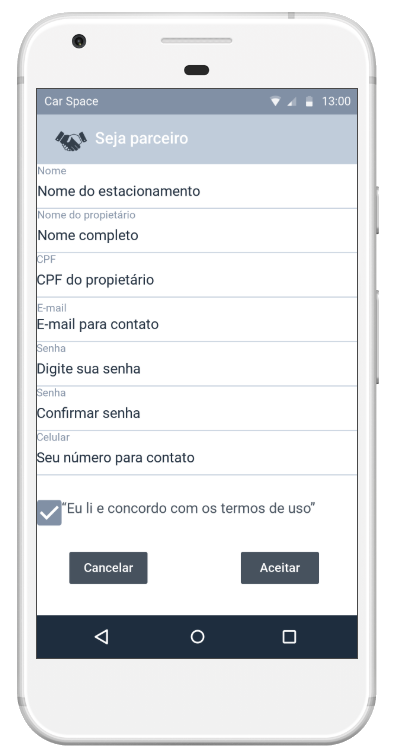 Car Space 13:00
Seja parceiro
Nome
Nome do estacionamento
Nome do propietário
Nome completo
CPF
CPF do propietário
E-mail
E-mail para contato
Senha
Digite sua senha
Senha
Confirmar senha
Celular
Seu número para contato
“Eu li e concordo com os termos de uso”
Cancelar Aceitar